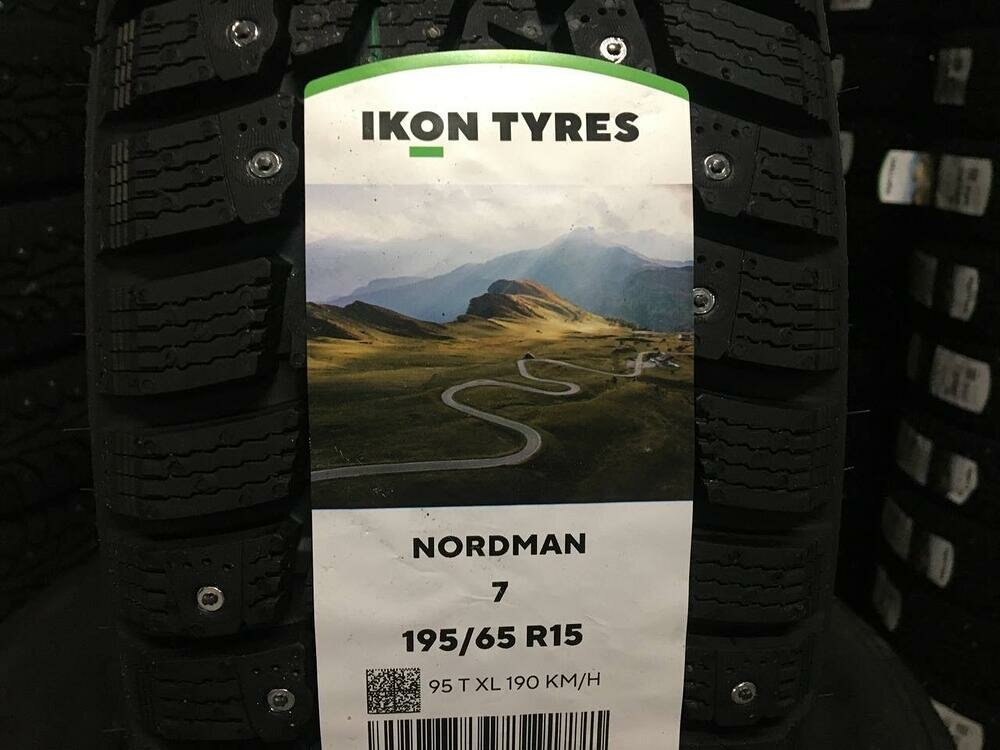 IKON TYRES
NORDMAN
7
195/65 R15
95 T XL 190 KM/H